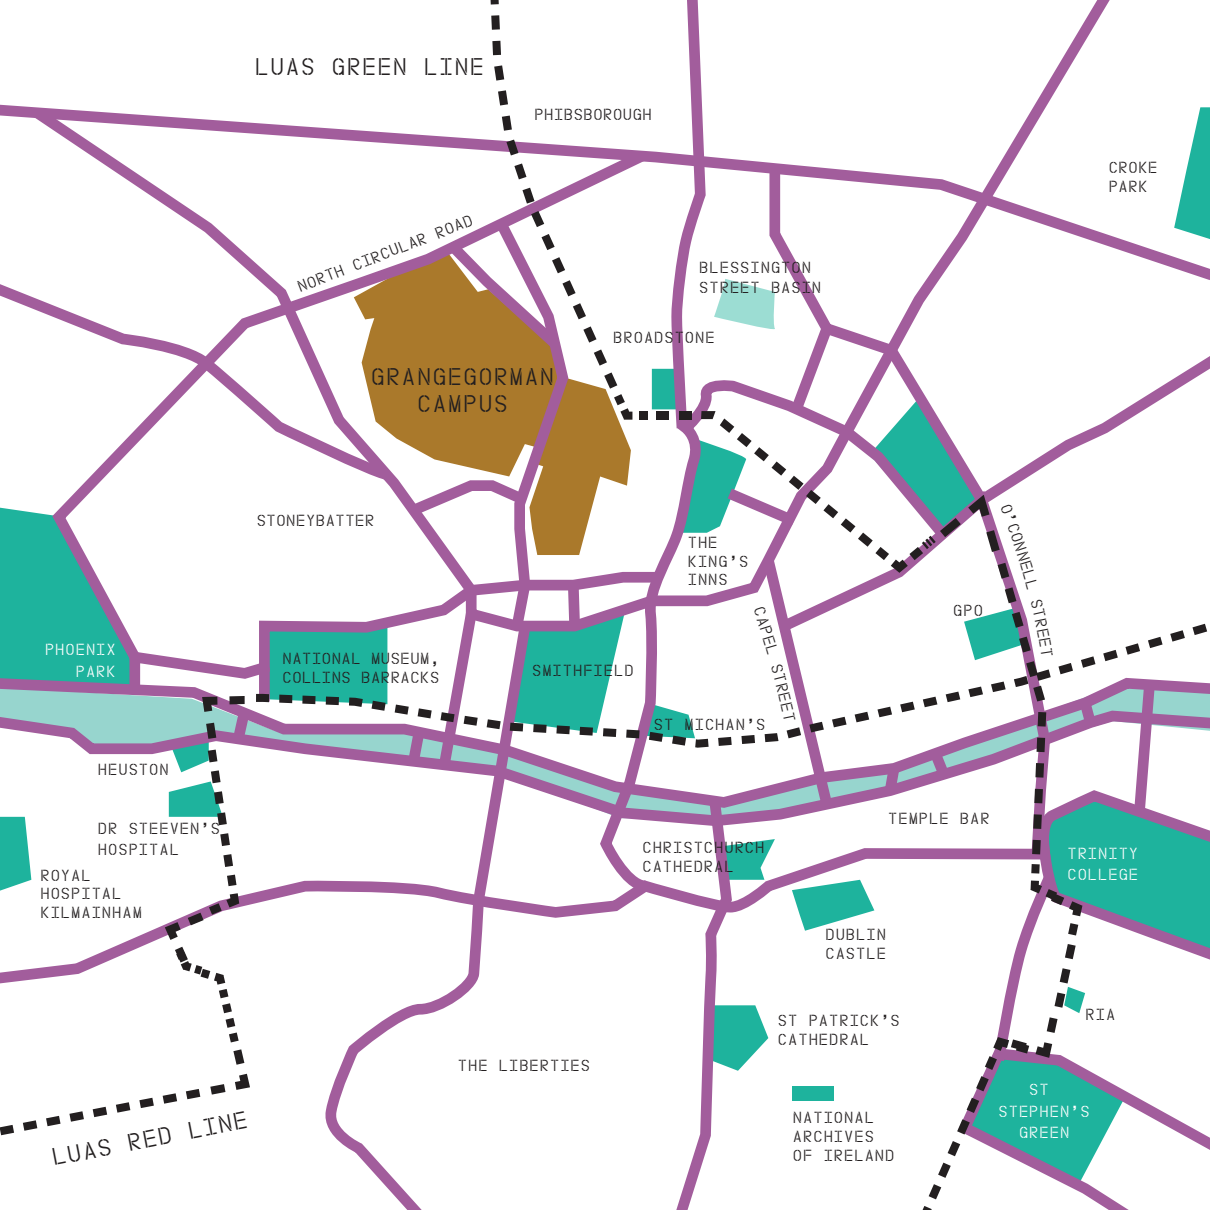 LUAS GREEN LINE
PHIBSBOROUGH
CROKE
PARK
NORTH CIRCULAR ROAD
BLESSINGTON
STREET BASIN
BROADSTONE
GRANGEGORMAN
CAMPUS
STONEYBATTER
O'CONNELL STREET
THE
KING'S
INNS
GPO
CAPEL STREET
PHOENIX
PARK
NATIONAL MUSEUM,
COLLINS BARRACKS
SMITHFIELD
ST MICHAN'S
HEUSTON
DR STEEVEN'S
HOSPITAL
TEMPLE BAR
CHRISTCHURCH
CATHEDRAL
TRINITY
COLLEGE
ROYAL
HOSPITAL
KILMAINHAM
DUBLIN
CASTLE
ST PATRICK'S
CATHEDRAL
RIA
THE LIBERTIES
NATIONAL
ARCHIVES
OF IRELAND
ST
STEPHEN'S
GREEN
LUAS RED LINE